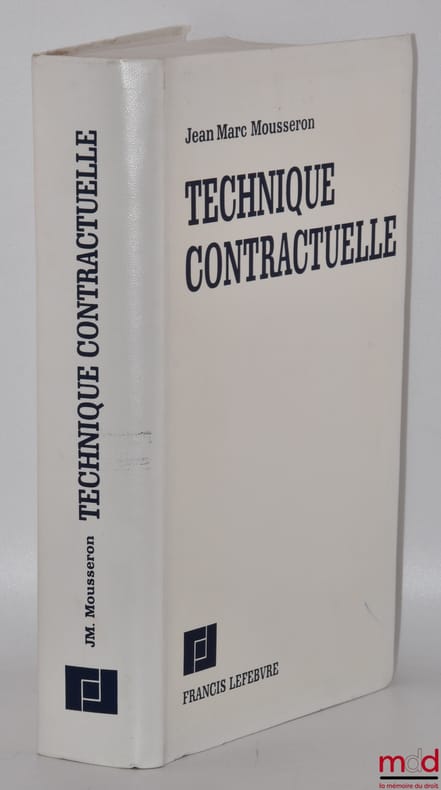 Jean Marc Mousseron
TECHNIQUE
CONTRACTUELLE
FRANCIS LEFEBVRE
JM. Mousseron TECHNIQUE CONTRACTUELLE
mdd
la mémoire du droit